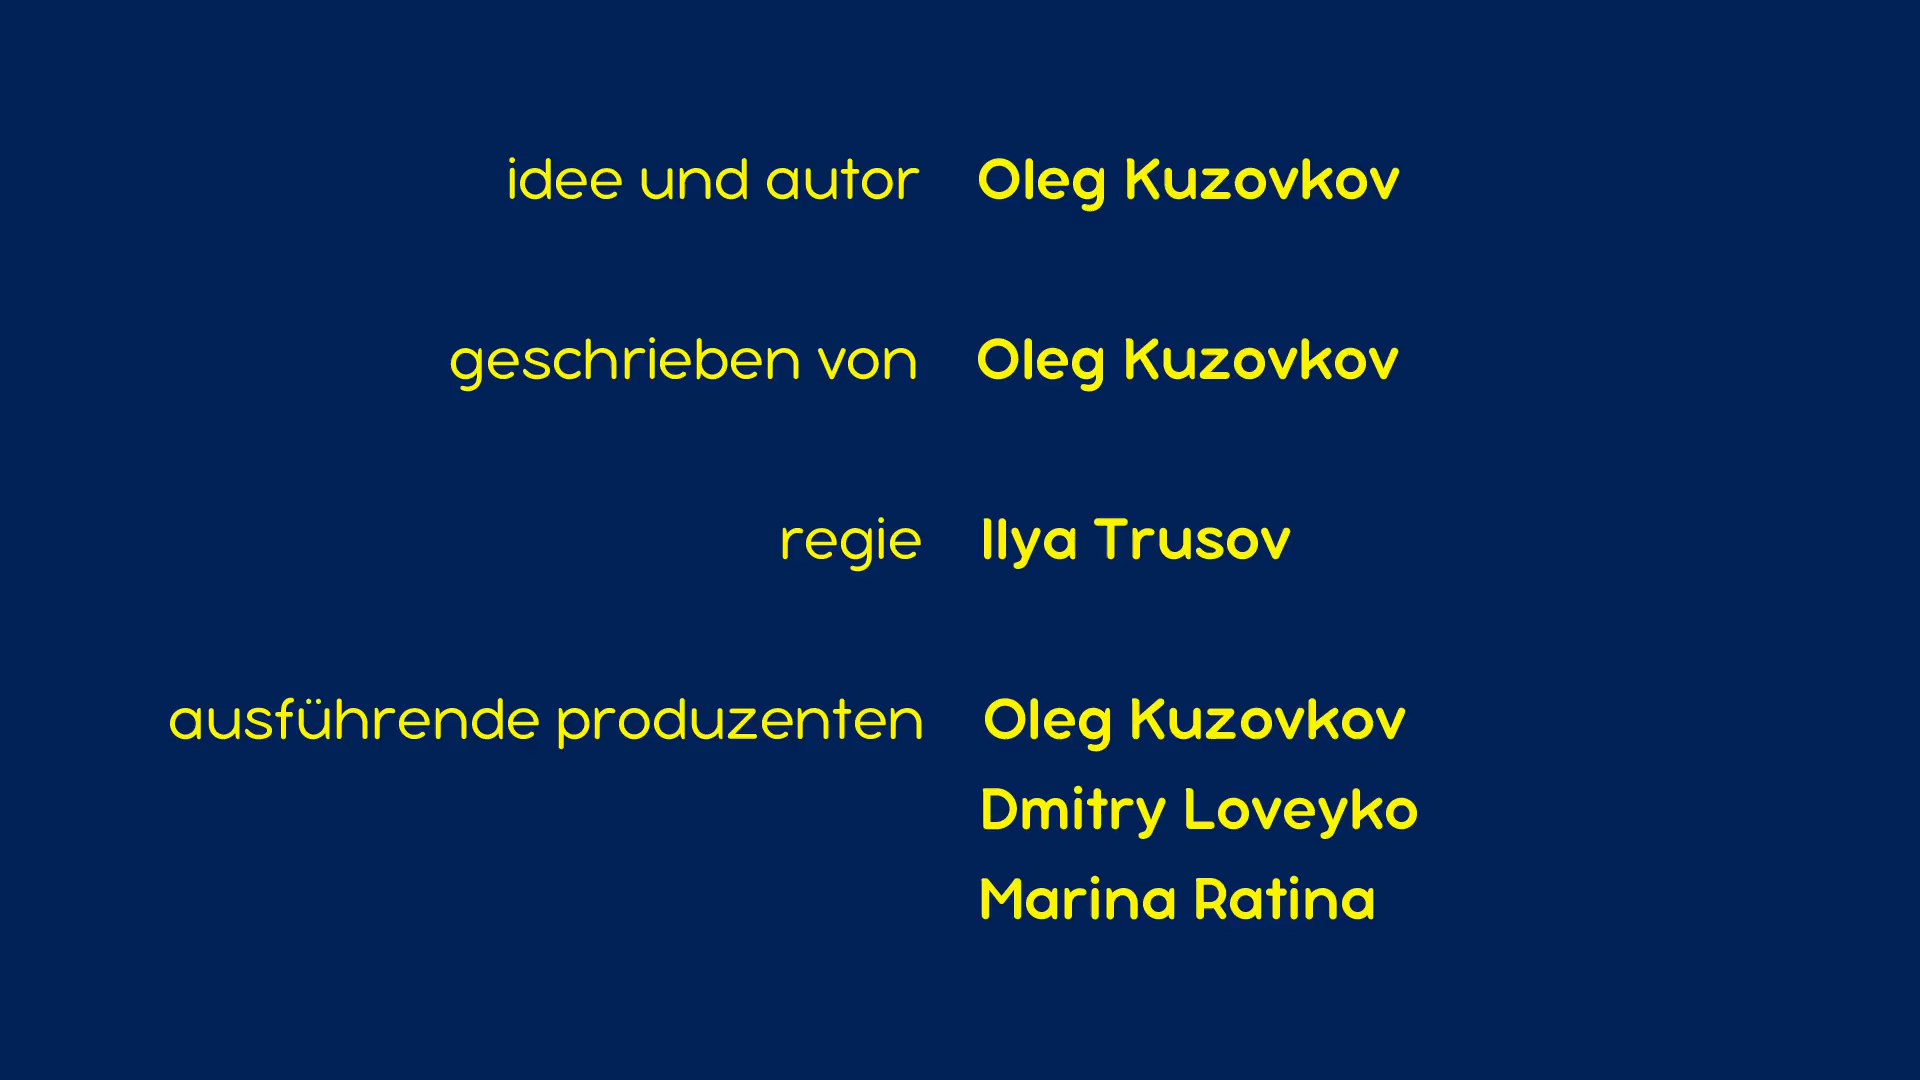 idee und autor Oleg Kuzovkov
geschrieben von Oleg Kuzovkov
regie Ilya Trusov
ausführende produzenten Oleg Kuzovkov
Dmitry Loveyko
Marina Ratina